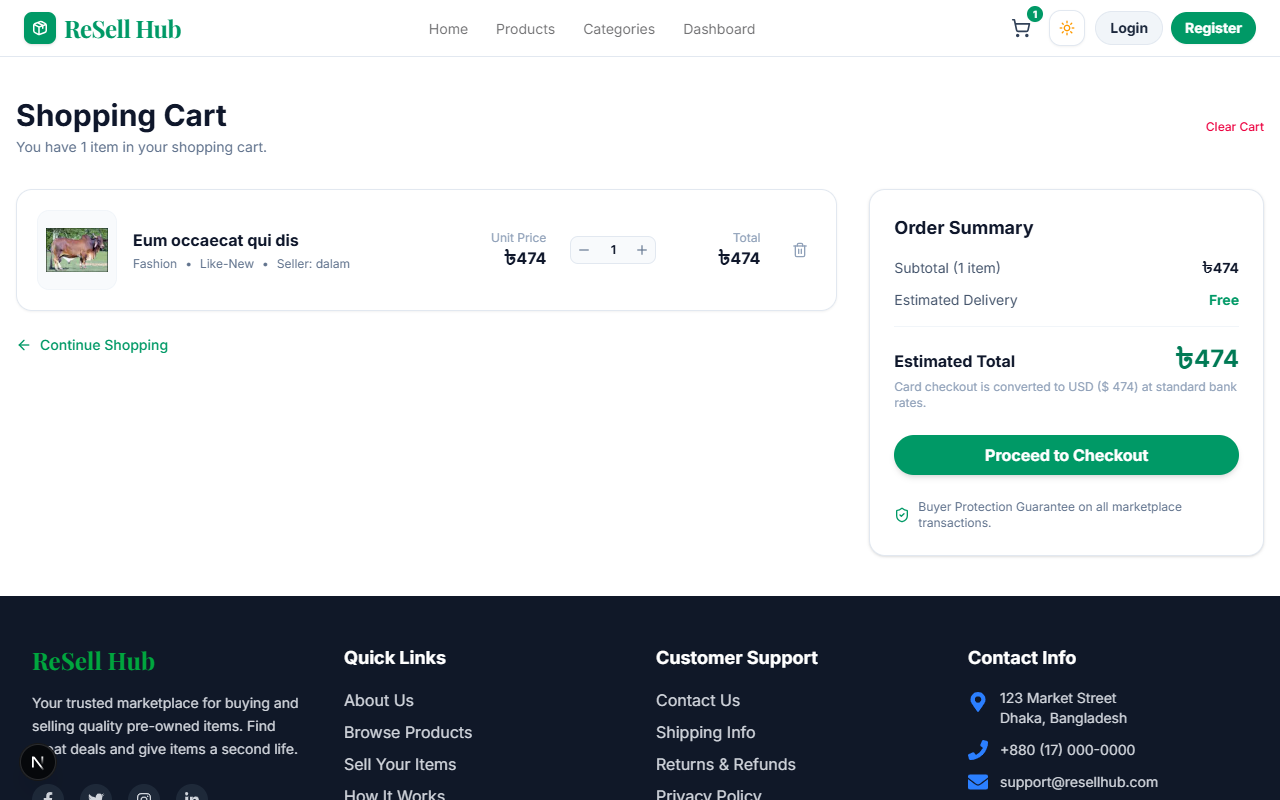 ReSell Hub
Home
Products
Categories
Dashboard
1
Login
Register
Shopping Cart
You have 1 item in your shopping cart.
Clear Cart
Eum occaecat qui dis
Fashion • Like-New • Seller: dalam
Unit Price
৳474
1
Total
৳474
Continue Shopping
Order Summary
Subtotal (1 item)
৳474
Estimated Delivery
Free
Estimated Total
৳474
Card checkout is converted to USD ($ 474) at standard bank
rates.
Proceed to Checkout
Buyer Protection Guarantee on all marketplace
transactions.
ReSell Hub
Your trusted marketplace for buying and
selling quality pre-owned items. Find
deals and give items a second life.
N
Quick Links
About Us
Browse Products
Sell Your Items
How It Works
Customer Support
Contact Us
Shipping Info
Returns & Refunds
Privacy Policy
Contact Info
123 Market Street
Dhaka, Bangladesh
+880 (17) 000-0000
support@resellhub.com